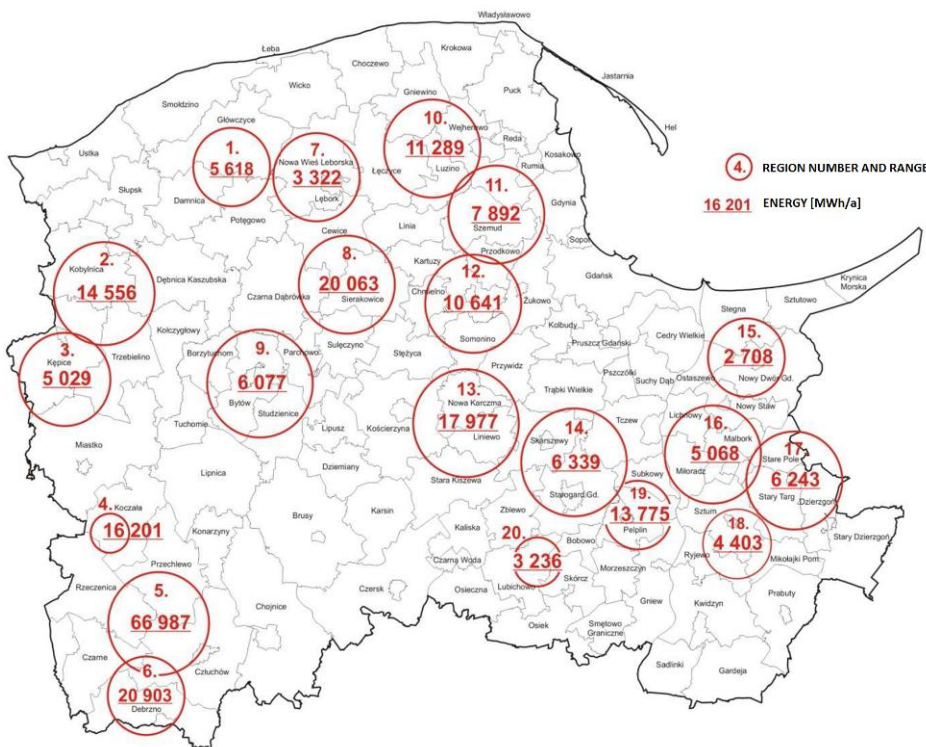 Władysławowo
Łeba
Krokowa
Choczewo
Jastarnia
Wicko
Gniewino
Puck
Smołdzino
Główczyce
Hel
10.
Wejherowo
1.
7.
Reda
Kosakowo
Ustka
5 618
Nowa Wieś Lęborska
11 289
3 322
Łęczyce
Luzino
Rumia
4.
REGION NUMBER AND RANGE
Słupsk
11.
Damnica
Lębork
7 892
Gdynia
16 201
ENERGY [MWh/a]
Potęgowo
Linia
Szemud
Cewice
Przodkowo
Sopot
2.
8.
Kartuzy
12.
Kobylnica
Dębnica Kaszubska
20 063
Gdańsk
14 556
Chmielno
10 641
Krynica
Morska
Czarna Dąbrówka
Sierakowice
Żukowo
Sztutowo
Stegna
Kolczygłowy
Kolbudy
15.
3.
Cedry Wielkie
Trzebielino
Borzytuchom
9.
Parchowo
Sulęczyno
Somonino
Pruszcz Gdański
Kępice
Stężyca
2 708
5 029
6 077
Przywidz
Pszczółki
Suchy Dąb
Ostaszewo
Nowy Dwór Gd.
13.
Trąbki Wielkie
Bytów
Nowa Karczma
Nowy Staw
Studzienice
17 977
16.
Lichnowy
Tuchomie
Lipusz
Kościerzyna
14.
Tczew
Miastko
Liniewo
Skarszewy
Malbork
5 068
17.
Stare Pole
6 339
Dziemiany
Miłoradz
6 243
Lipnica
Stara Kiszewa
Starogard Gd.
Subkowy
Stary Targ
Dzierzgoń
4.
Koczała
19.
Brusy
Karsin
Zblewo
13 775
Sztum
16 201
20.
18.
Konarzyny
Kaliska
Pelplin
Stary Dzierzgoń
Bobowo
4 403
Przechlewo
Czarna Woda
3 236
Ryjewo
Mikołajki Pom.
Rzeczenica
Morzeszczyn
5.
Czersk
Osieczna
Lubichowo
Skórcz
Prabuty
Chojnice
Gniew
Kwidzyn
66 987
Osiek
Smętowo
Graniczne
Czarne
6.
Człuchów
Sadlinki
Gardeja
20 903
Debrzno